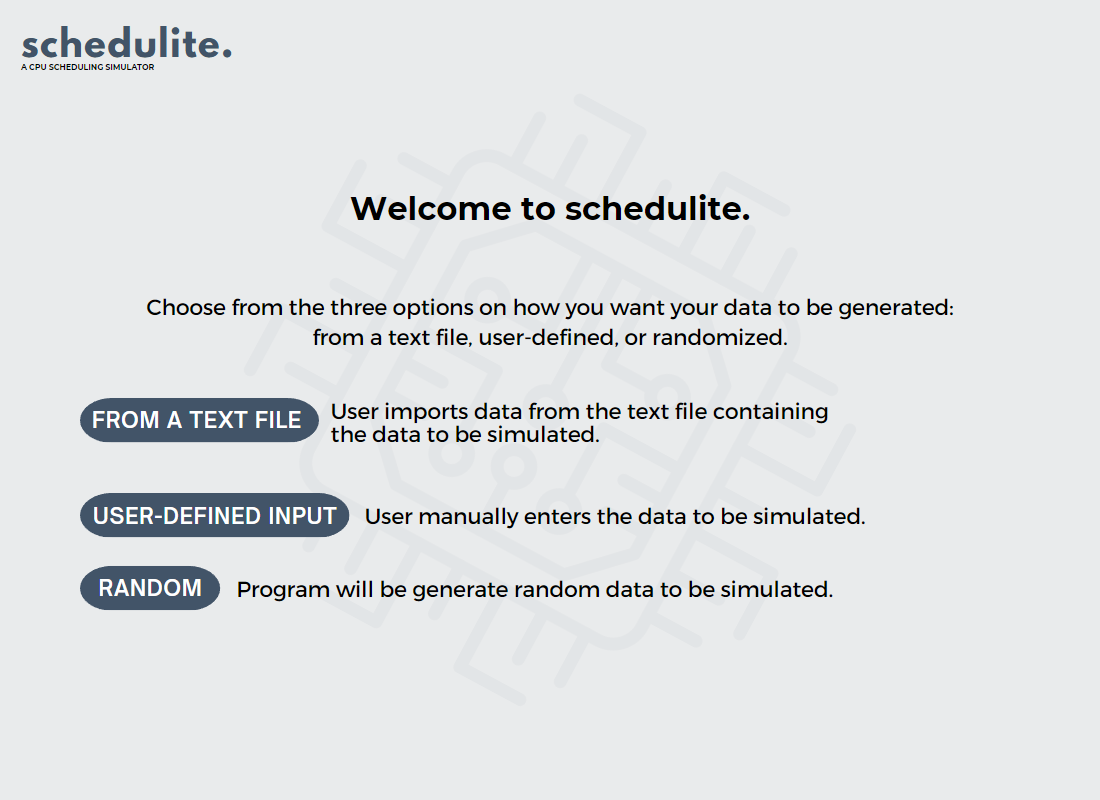 schedulite.
A CPU SCHEDULING SIMULATOR
Welcome to schedulite.
Choose from the three options on how you want your data to be generated:
from a text file, user-defined, or randomized.
FROM A TEXT FILE
User imports data from the text file containing
the data to be simulated.
USER-DEFINED INPUT
User manually enters the data to be simulated.
RANDOM
Program will be generate random data to be simulated.